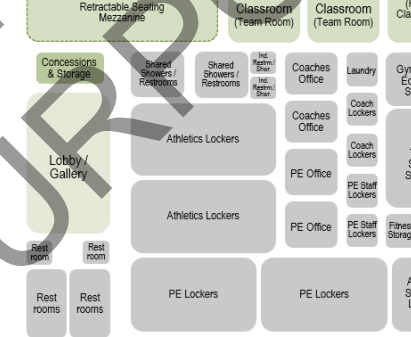 Retractable Seating
Mezzanine
Classroom
(Team Room)
Classroom
(Team Room)
Cla
Concessions
& Storage
Shared
Showers /
Restrooms
Shared
Showers /
Restrooms
Ind.
Restrm./
Shwr.
Ind.
Restrm./
Shwr.
Coaches
Office
Laundry
Gy
Athletics Lockers
Coaches
Office
Coach
Lockers
Lobby /
Gallery
PE Office
Coach
Lockers
PE Staff
Lockers
Athletics Lockers
PE Office
PE Staff
Lockers
Fitness
Storag
Rest
room
Rest
room
Rest
rooms
Rest
rooms
PE Lockers
PE Lockers